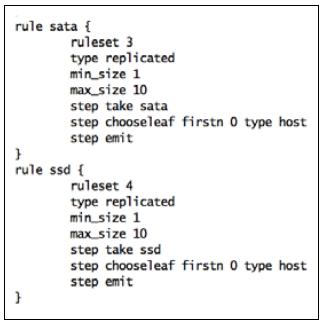 rule sata {
        ruleset 3
        type replicated
        min_size 1
        max_size 10
        step take sata
        step chooseleaf firstn 0 type host
        step emit
}
rule ssd {
        ruleset 4
        type replicated
        min_size 1
        max_size 10
        step take ssd
        step chooseleaf firstn 0 type host
        step emit
}